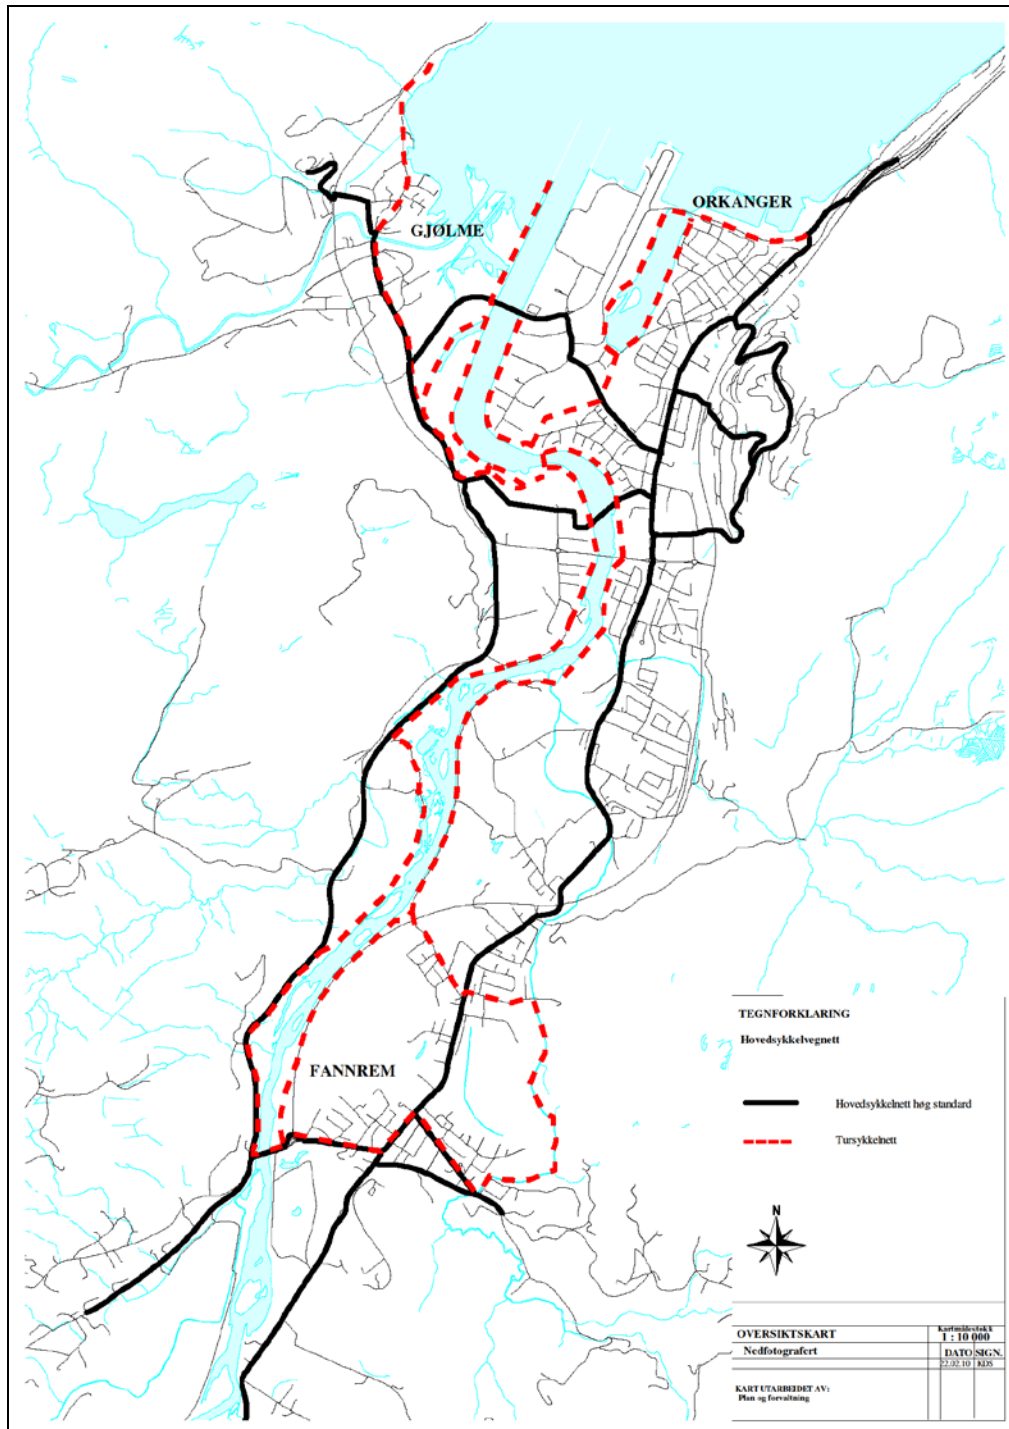 ORKANGER
GJØLME
FANNREM
TEGNFORKLARING
Hovedsykkelvegnett
Hovedsykkelnett høg standard
Tursykkelnett
N
OVERSIKTSKART
Kartmålestokk
1 : 10 000
Nedfotografert
DATO SIGN.
22.02.10 KDS
KART UTARBEIDET AV:
Plan og forvaltning